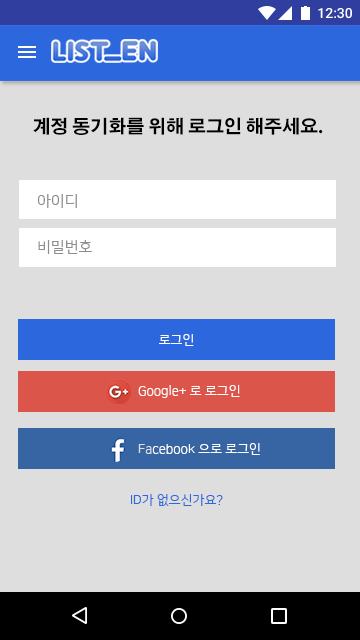 12:30
LIST_EN
계정 동기화를 위해 로그인 해주세요.
아이디
비밀번호
로그인
G+ Google+ 로 로그인
f Facebook 으로 로그인
ID가 없으신가요?